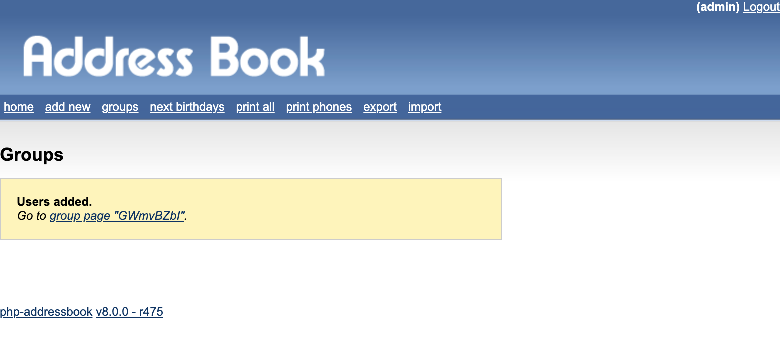 (admin) Logout
Address Book
home add new groups next birthdays print all print phones export import
Groups
Users added.
Go to group page "GWmvBZbI".
php-addressbook v8.0.0 - r475